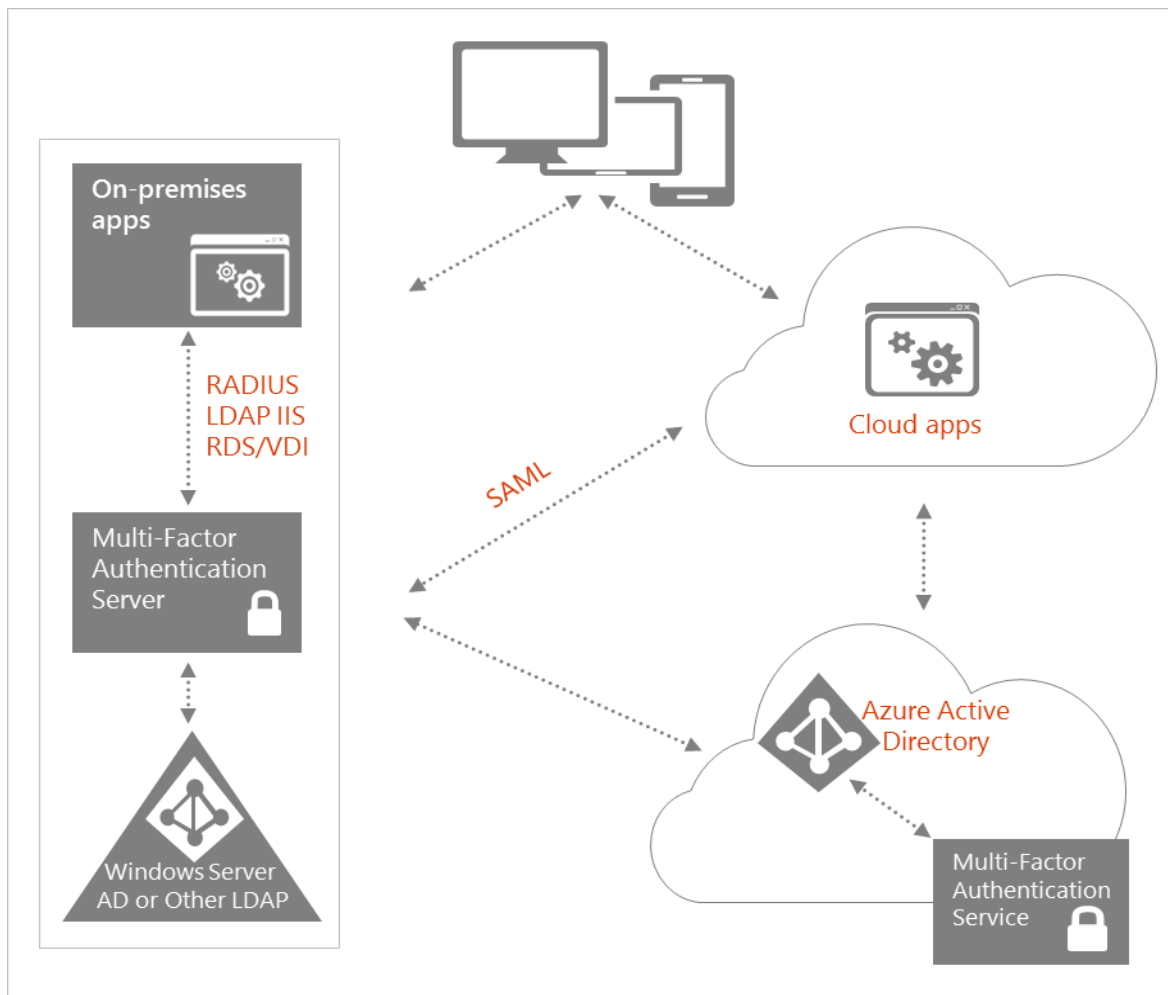 On-premises
apps
RADIUS
LDAP IIS
RDS/VDI
Multi-Factor
Authentication
Server
Windows Server
AD or Other LDAP
SAML
Cloud apps
Azure Active
Directory
Multi-Factor
Authentication
Service